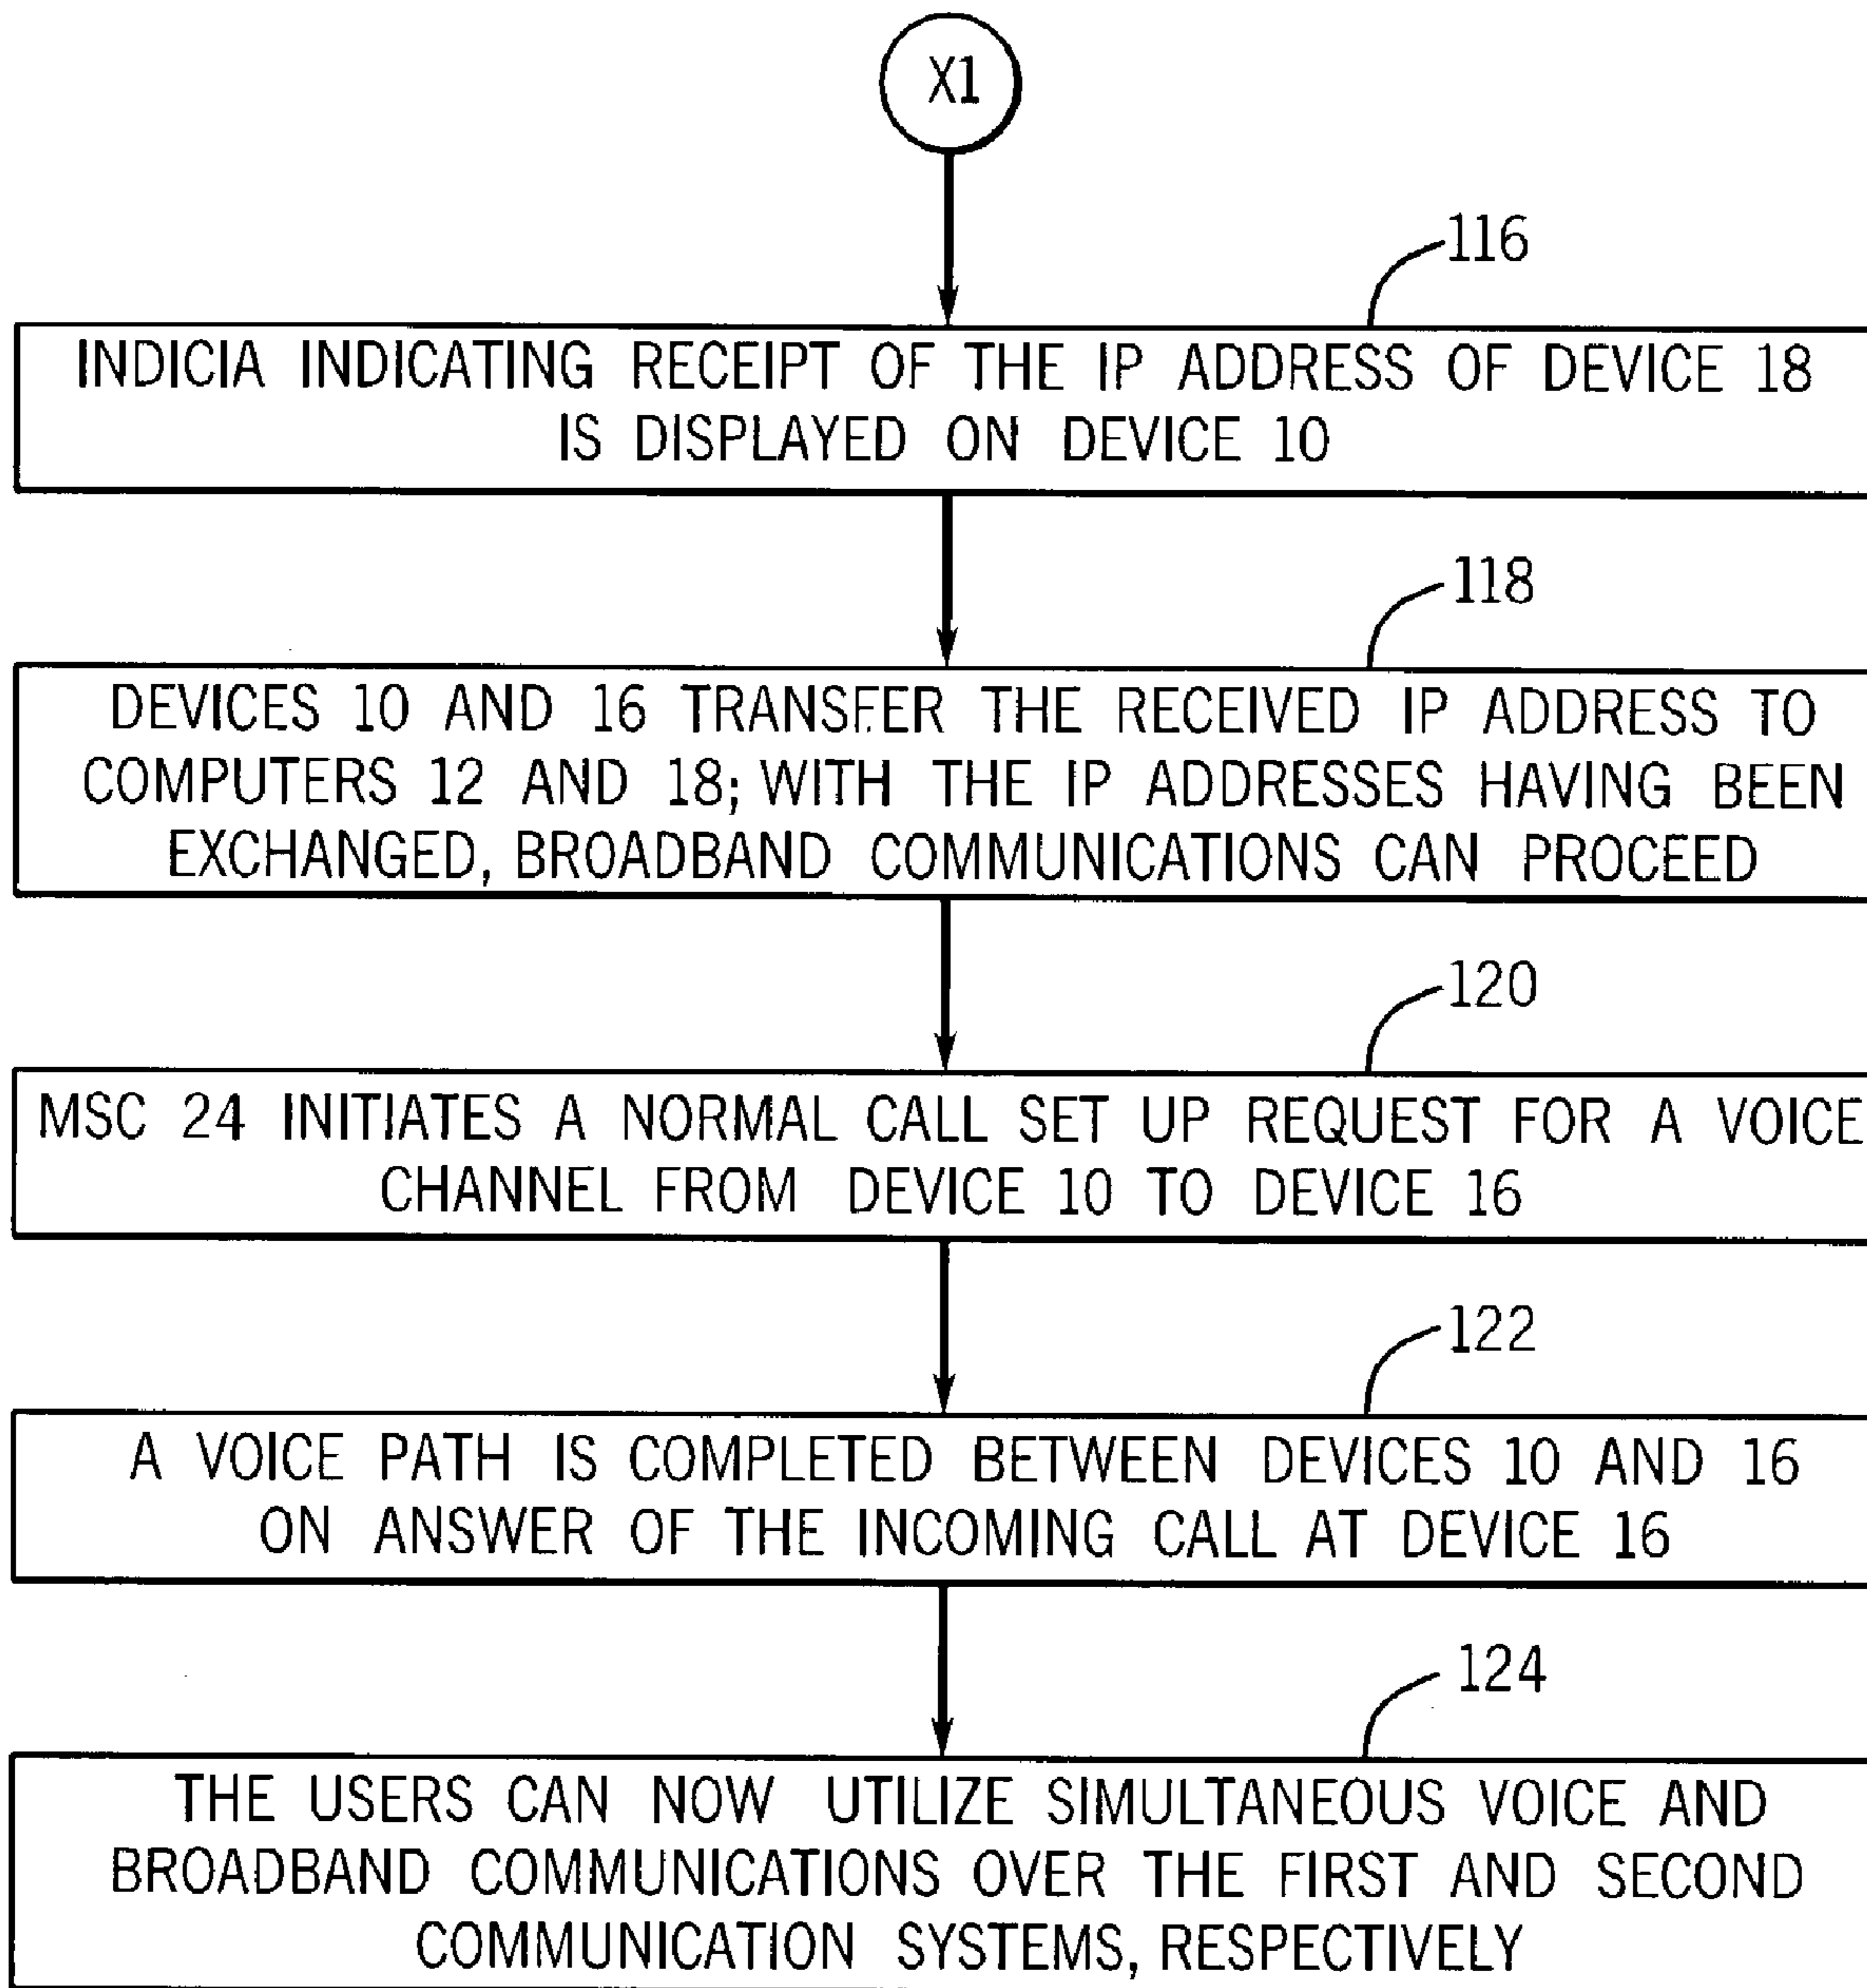 X1
116
INDICIA INDICATING RECEIPT OF THE IP ADDRESS OF DEVICE 18
IS DISPLAYED ON DEVICE 10
118
DEVICES 10 AND 16 TRANSFER THE RECEIVED IP ADDRESS TO
COMPUTERS 12 AND 18; WITH THE IP ADDRESSES HAVING BEEN
EXCHANGED, BROADBAND COMMUNICATIONS CAN PROCEED
120
MSC 24 INITIATES A NORMAL CALL SET UP REQUEST FOR A VOICE
CHANNEL FROM DEVICE 10 TO DEVICE 16
122
A VOICE PATH IS COMPLETED BETWEEN DEVICES 10 AND 16
ON ANSWER OF THE INCOMING CALL AT DEVICE 16
124
THE USERS CAN NOW UTILIZE SIMULTANEOUS VOICE AND
BROADBAND COMMUNICATIONS OVER THE FIRST AND SECOND
COMMUNICATION SYSTEMS, RESPECTIVELY